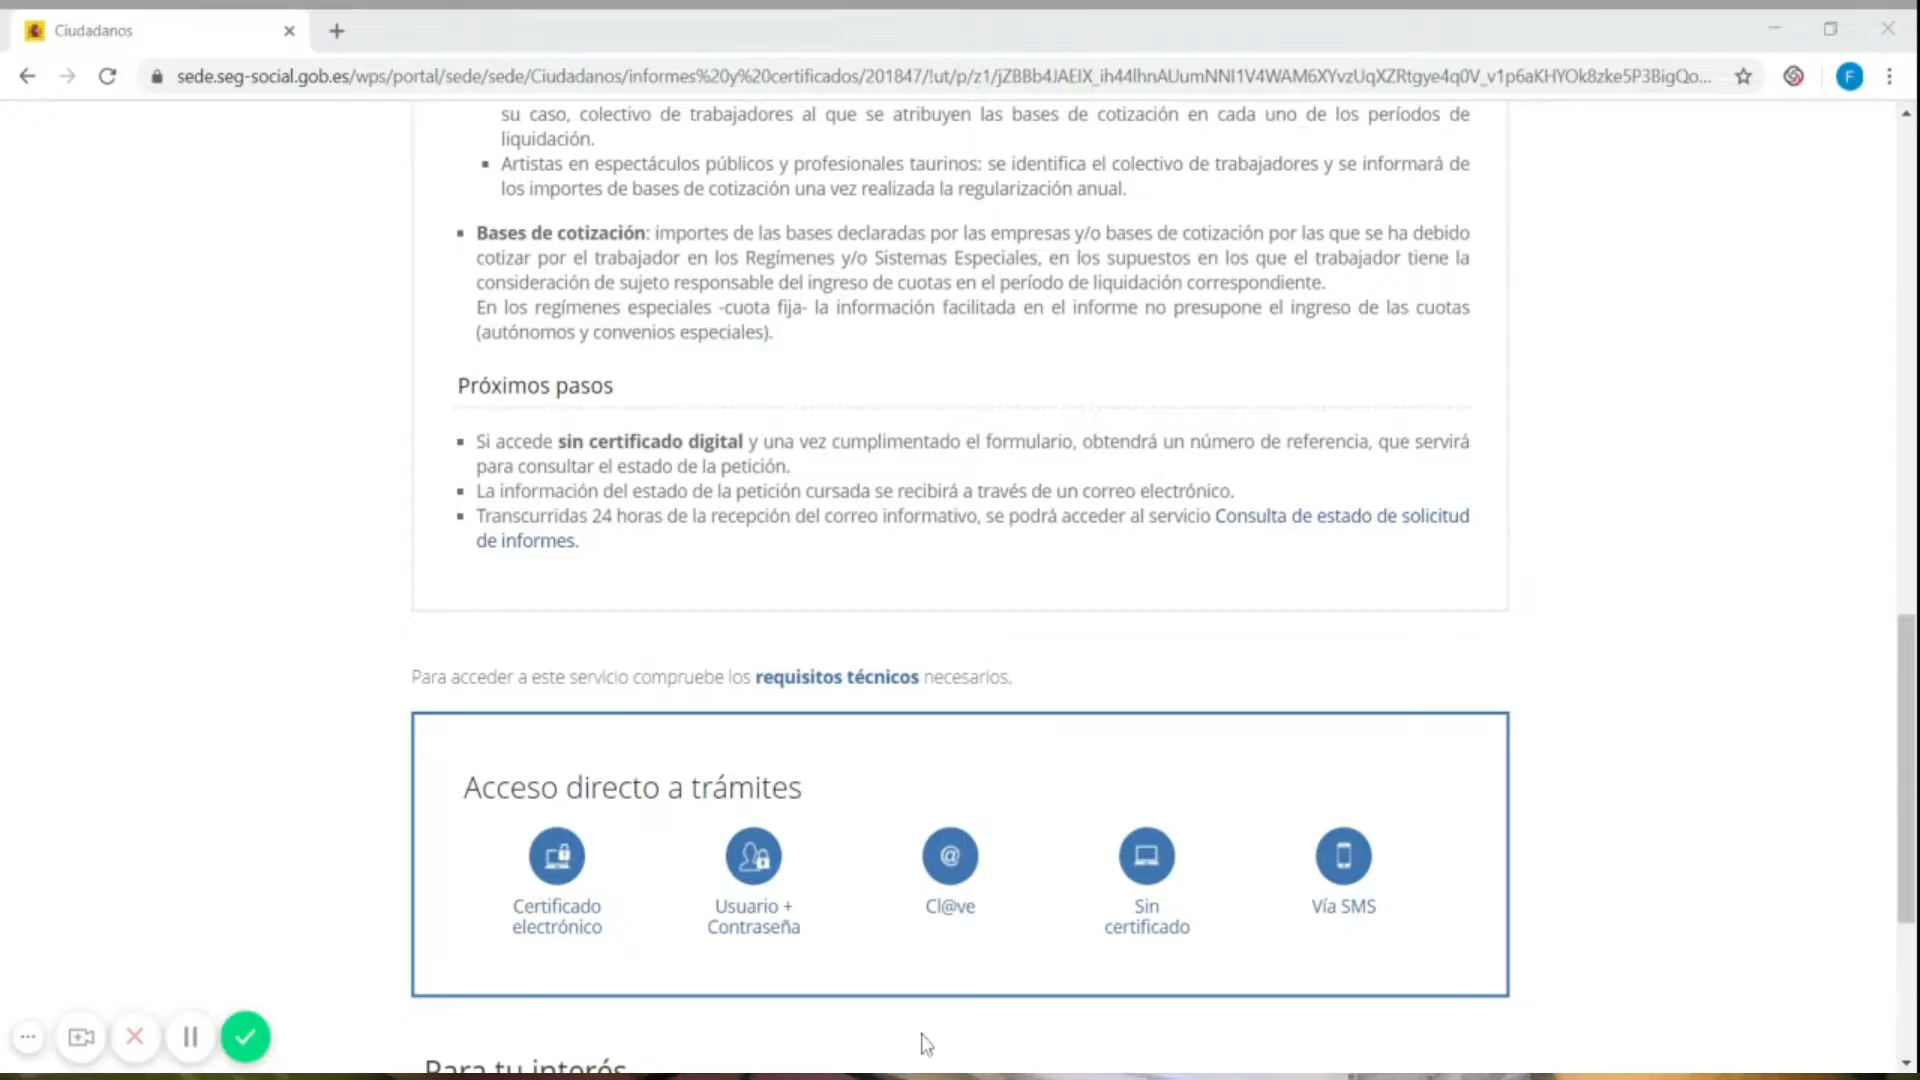 Ciudadanos
sede.seg-social.gob.es/wps/portal/sede/sede/Ciudadanos/informes%20y%20certificados/201847/!ut/p/z1/jZBBb4JAEIX_ih44lhnAUumNNI1V4WAM6XYvzUqXZRtgye4q0V_v1p6aKHYOk8zke5P3BigQo...
F
su caso, colectivo de trabajadores al que se atribuyen las bases de cotización en cada uno de los períodos de
liquidación.
▪ Artistas en espectáculos públicos y profesionales taurinos: se identifica el colectivo de trabajadores y se informará de
los importes de bases de cotización una vez realizada la regularización anual.
▪ Bases de cotización: importes de las bases declaradas por las empresas y/o bases de cotización por las que se ha debido
cotizar por el trabajador en los Regímenes y/o Sistemas Especiales, en los supuestos en los que el trabajador tiene la
consideración de sujeto responsable del ingreso de cuotas en el período de liquidación correspondiente.
En los regímenes especiales -cuota fija- la información facilitada en el informe no presupone el ingreso de las cuotas
(autónomos y convenios especiales).
Próximos pasos
▪ Si accede sin certificado digital y una vez cumplimentado el formulario, obtendrá un número de referencia, que servirá
para consultar el estado de la petición.
▪ La información del estado de la petición cursada se recibirá a través de un correo electrónico.
▪ Transcurridas 24 horas de la recepción del correo informativo, se podrá acceder al servicio Consulta de estado de solicitud
de informes.
Para acceder a este servicio compruebe los requisitos técnicos necesarios.
Acceso directo a trámites
Certificado
electrónico
Usuario +
Contraseña
Cl@ve
Sin
certificado
Vía SMS
Para tu interés